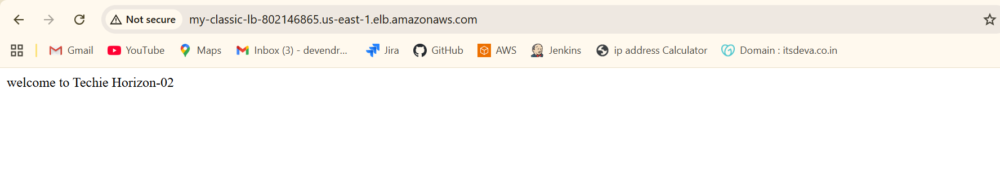 Not secure my-classic-lb-802146865.us-east-1.elb.amazonaws.com
Gmail YouTube Maps Inbox (3) - devendr... Jira GitHub AWS Jenkins ip address Calculator Domain : itsdeva.co.in
welcome to Techie Horizon-02